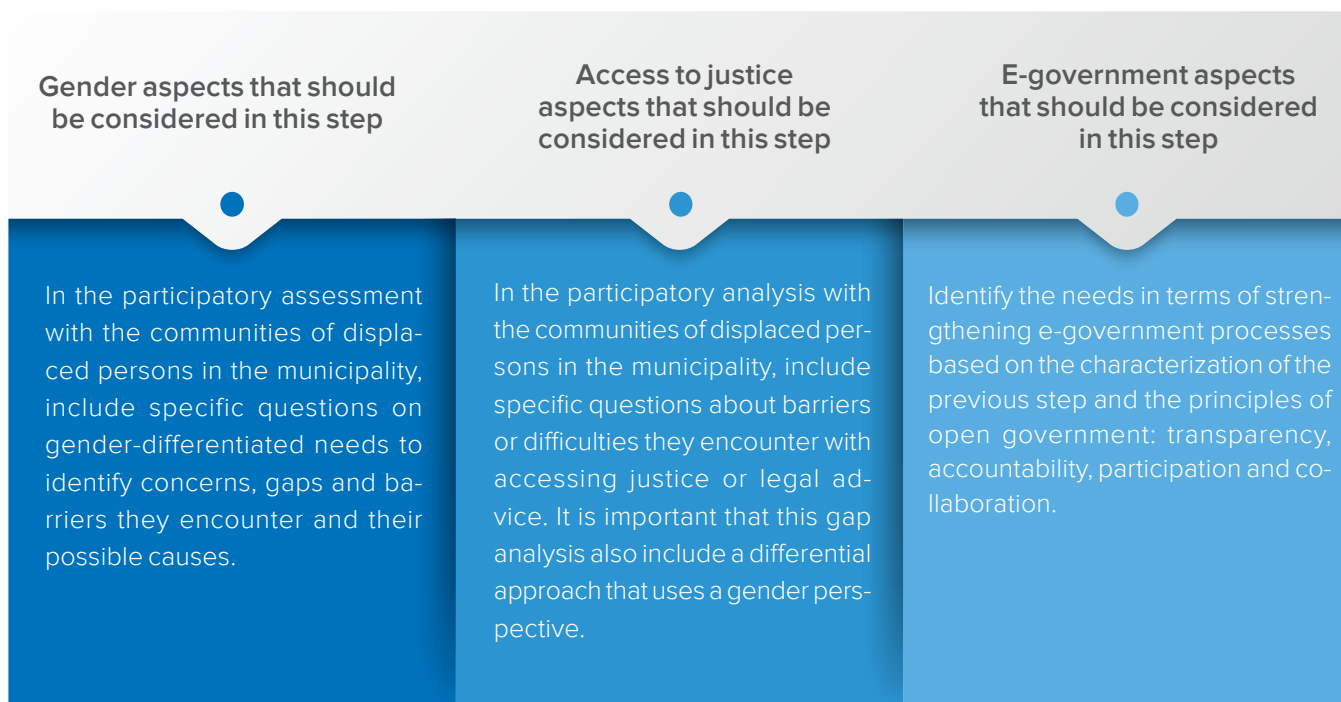 Gender aspects that should
be considered in this step
In the participatory assessment
with the communities of displa-
ced persons in the municipality,
include specific questions on
gender-differentiated needs to
identify concerns, gaps and ba-
rriers they encounter and their
possible causes.
Access to justice
aspects that should be
considered in this step
In the participatory analysis with
the communities of displaced per-
sons in the municipality, include
specific questions about barriers
or difficulties they encounter with
accessing justice or legal ad-
vice. It is important that this gap
analysis also include a differential
approach that uses a gender pers-
pective.
E-government aspects
that should be considered
in this step
Identify the needs in terms of stren-
gthening e-government processes
based on the characterization of the
previous step and the principles of
open government: transparency,
accountability, participation and co-
llaboration.